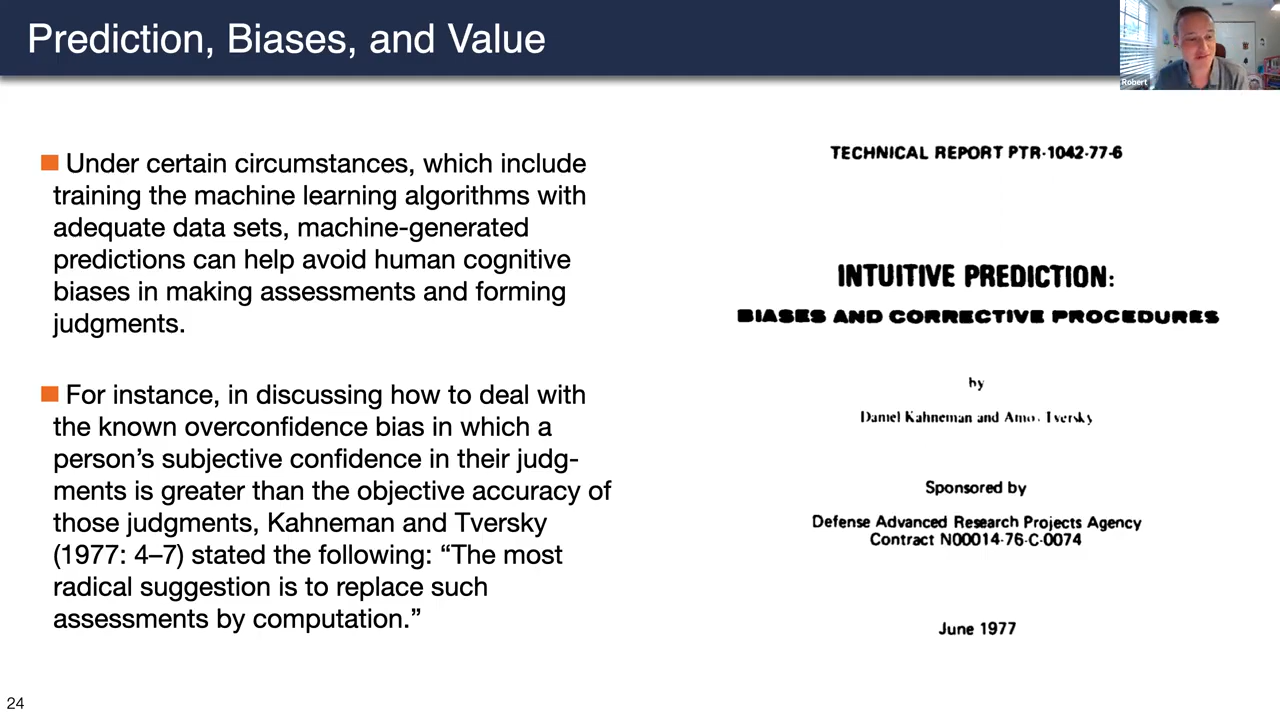 Prediction, Biases, and Value
Robert
Under certain circumstances, which include
training the machine learning algorithms with
adequate data sets, machine-generated
predictions can help avoid human cognitive
biases in making assessments and forming
judgments.
For instance, in discussing how to deal with
the known overconfidence bias in which a
person’s subjective confidence in their judg-
ments is greater than the objective accuracy of
those judgments, Kahneman and Tversky
(1977: 4–7) stated the following: “The most
radical suggestion is to replace such
assessments by computation.”
TECHNICAL REPORT PTR-1042-77-6
INTUITIVE PREDICTION:
BIASES AND CORRECTIVE PROCEDURES
by
Daniel Kahneman and Amos Tversky
Sponsored by
Defense Advanced Research Projects Agency
Contract N00014-76-C-0074
June 1977
24